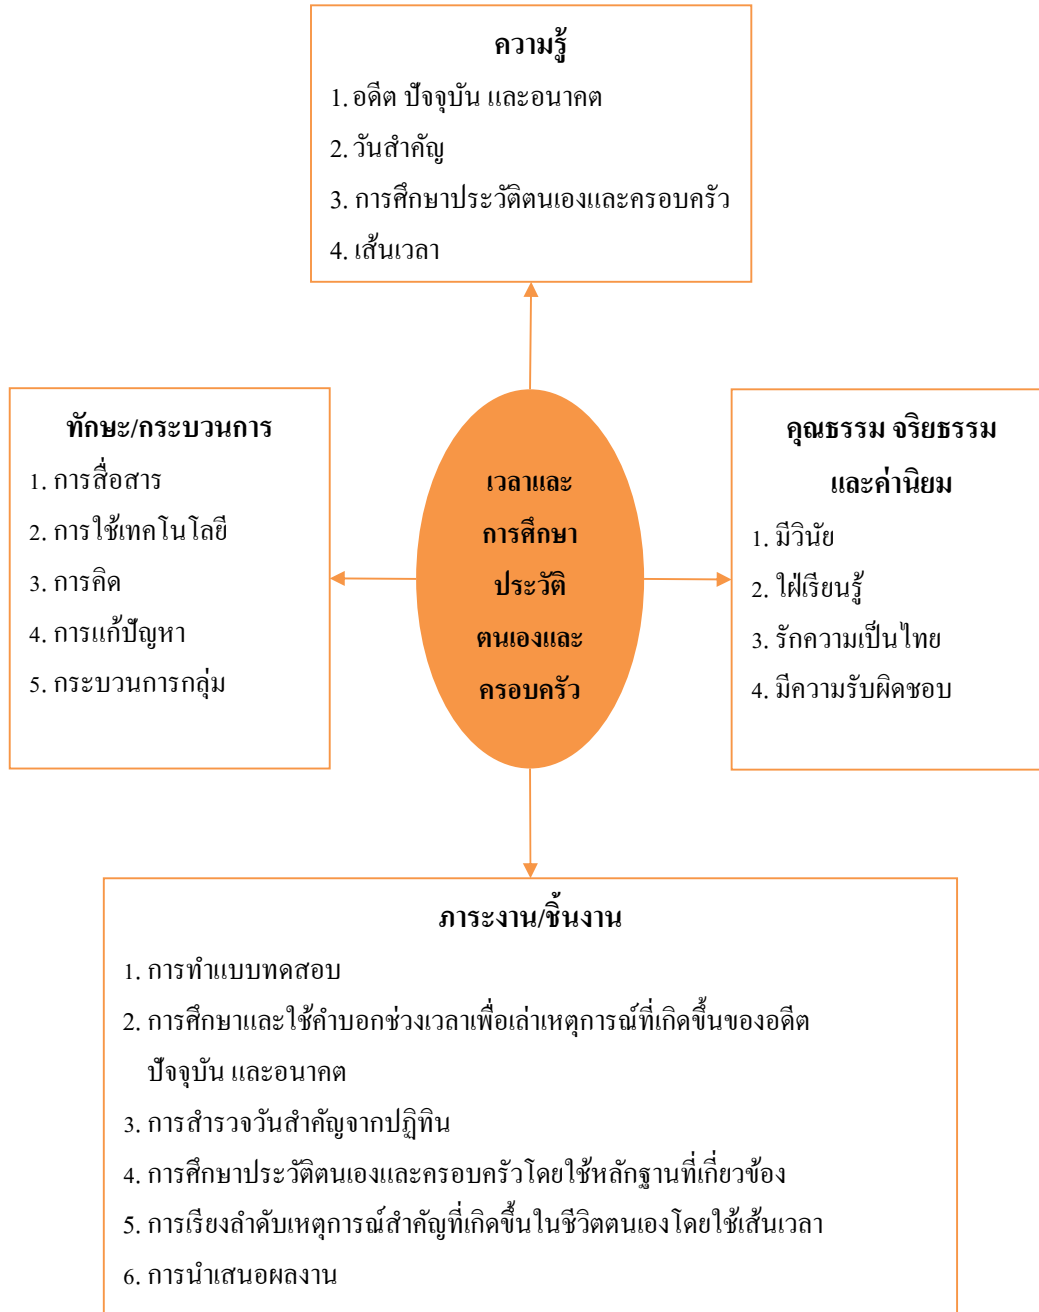 ความรู้
1. อดีต ปัจจุบัน และอนาคต
2. วันสำคัญ
3. การศึกษาประวัติตนเองและครอบครัว
4. เส้นเวลา
ทักษะ/กระบวนการ
1. การสื่อสาร
2. การใช้เทคโนโลยี
3. การคิด
4. การแก้ปัญหา
5. กระบวนการกลุ่ม
เวลาและ
การศึกษา
ประวัติ
ตนเองและ
ครอบครัว
คุณธรรม จริยธรรม
และค่านิยม
1. มีวินัย
2. ใฝ่เรียนรู้
3. รักความเป็นไทย
4. มีความรับผิดชอบ
ภาระงาน/ชิ้นงาน
1. การทำแบบทดสอบ
2. การศึกษาและใช้คำบอกช่วงเวลาเพื่อเล่าเหตุการณ์ที่เกิดขึ้นของอดีต
ปัจจุบัน และอนาคต
3. การสำรวจวันสำคัญจากปฏิทิน
4. การศึกษาประวัติตนเองและครอบครัวโดยใช้หลักฐานที่เกี่ยวข้อง
5. การเรียงลำดับเหตุการณ์สำคัญที่เกิดขึ้นในชีวิตตนเองโดยใช้เส้นเวลา
6. การนำเสนอผลงาน